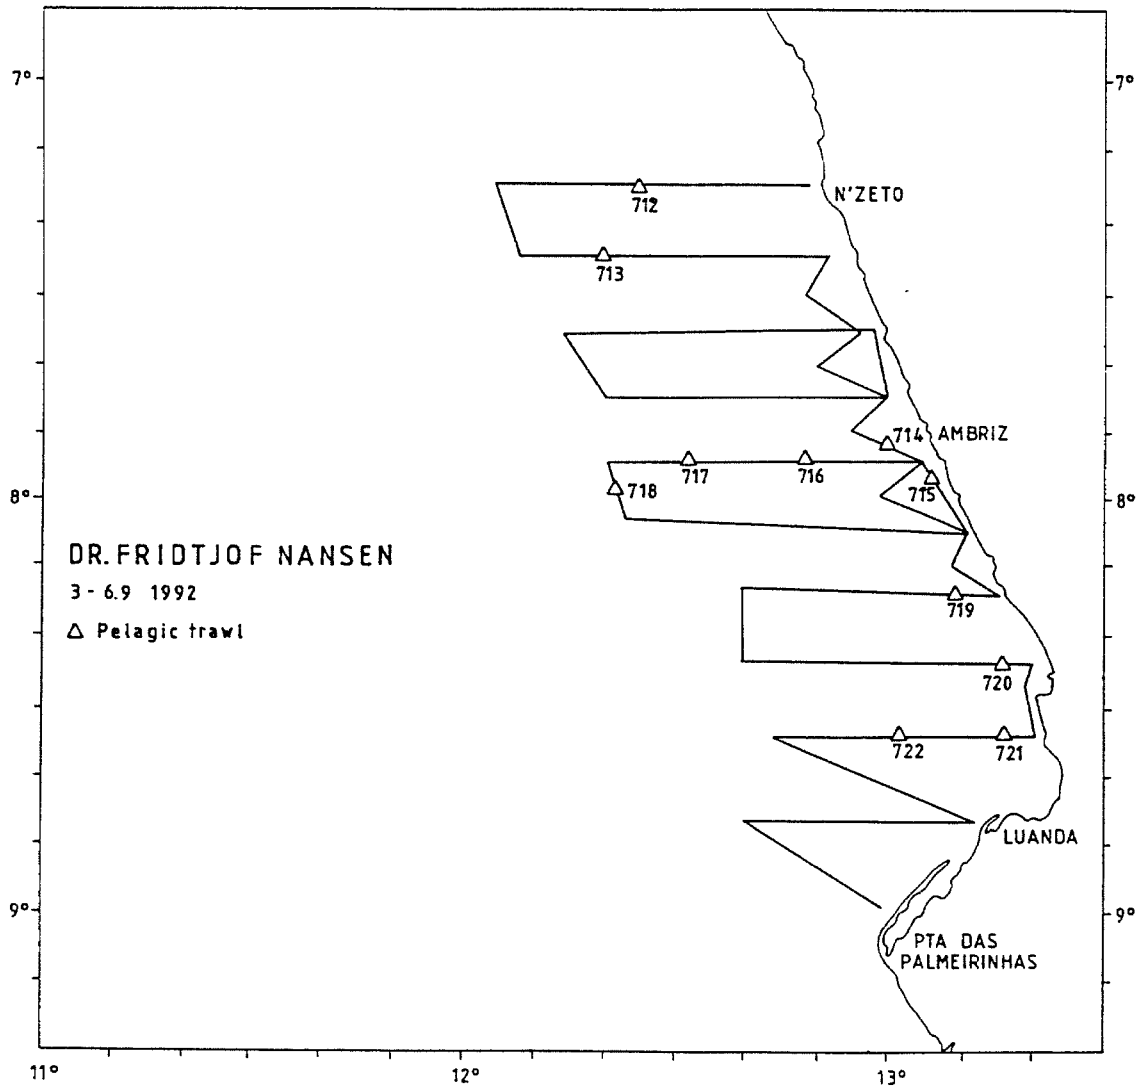 7°
7°
712
N'ZETO
713
714
AMBRIZ
717
716
715
718
8°
8°
DR. FRIDTJOF NANSEN
3 - 6.9 1992
719
△ Pelagic trawl
720
722
721
LUANDA
9°
9°
PTA DAS
PALMEIRINHAS
11°
12°
13°